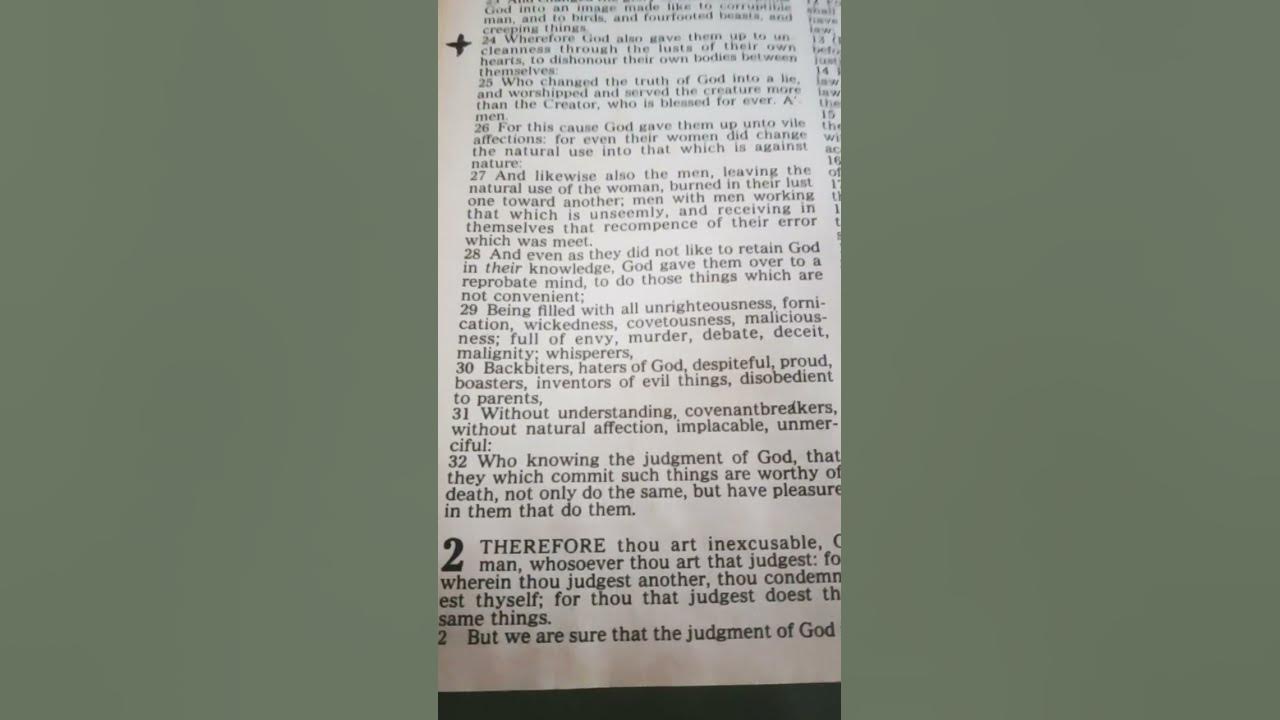 God into an image made like to corruptible
man, and to birds, and fourfooted beasts, and
creeping things.
24 Wherefore God also gave them up to un-
cleanness through the lusts of their own
hearts, to dishonour their own bodies between
themselves:
25 Who changed the truth of God into a lie,
and worshipped and served the creature more
than the Creator, who is blessed for ever. A'-
men.
26 For this cause God gave them up unto vile
affections: for even their women did change
the natural use into that which is against
nature:
27 And likewise also the men, leaving the
natural use of the woman, burned in their lust
one toward another; men with men working
that which is unseemly, and receiving in
themselves that recompence of their error
which was meet.
28 And even as they did not like to retain God
in their knowledge, God gave them over to a
reprobate mind, to do those things which are
not convenient;
29 Being filled with all unrighteousness, forni-
cation, wickedness, covetousness, malicious-
ness; full of envy, murder, debate, deceit,
malignity; whisperers,
30 Backbiters, haters of God, despiteful, proud,
boasters, inventors of evil things, disobedient
to parents,
31 Without understanding, covenantbreakers,
without natural affection, implacable, unmer-
ciful:
32 Who knowing the judgment of God, that
they which commit such things are worthy of
death, not only do the same, but have pleasure
in them that do them.
2 THEREFORE thou art inexcusable, O
man, whosoever thou art that judgest: fo
wherein thou judgest another, thou condemn
est thyself; for thou that judgest doest th
same things.
2 But we are sure that the judgment of God
13
14
law
law
the
15
the
16
of